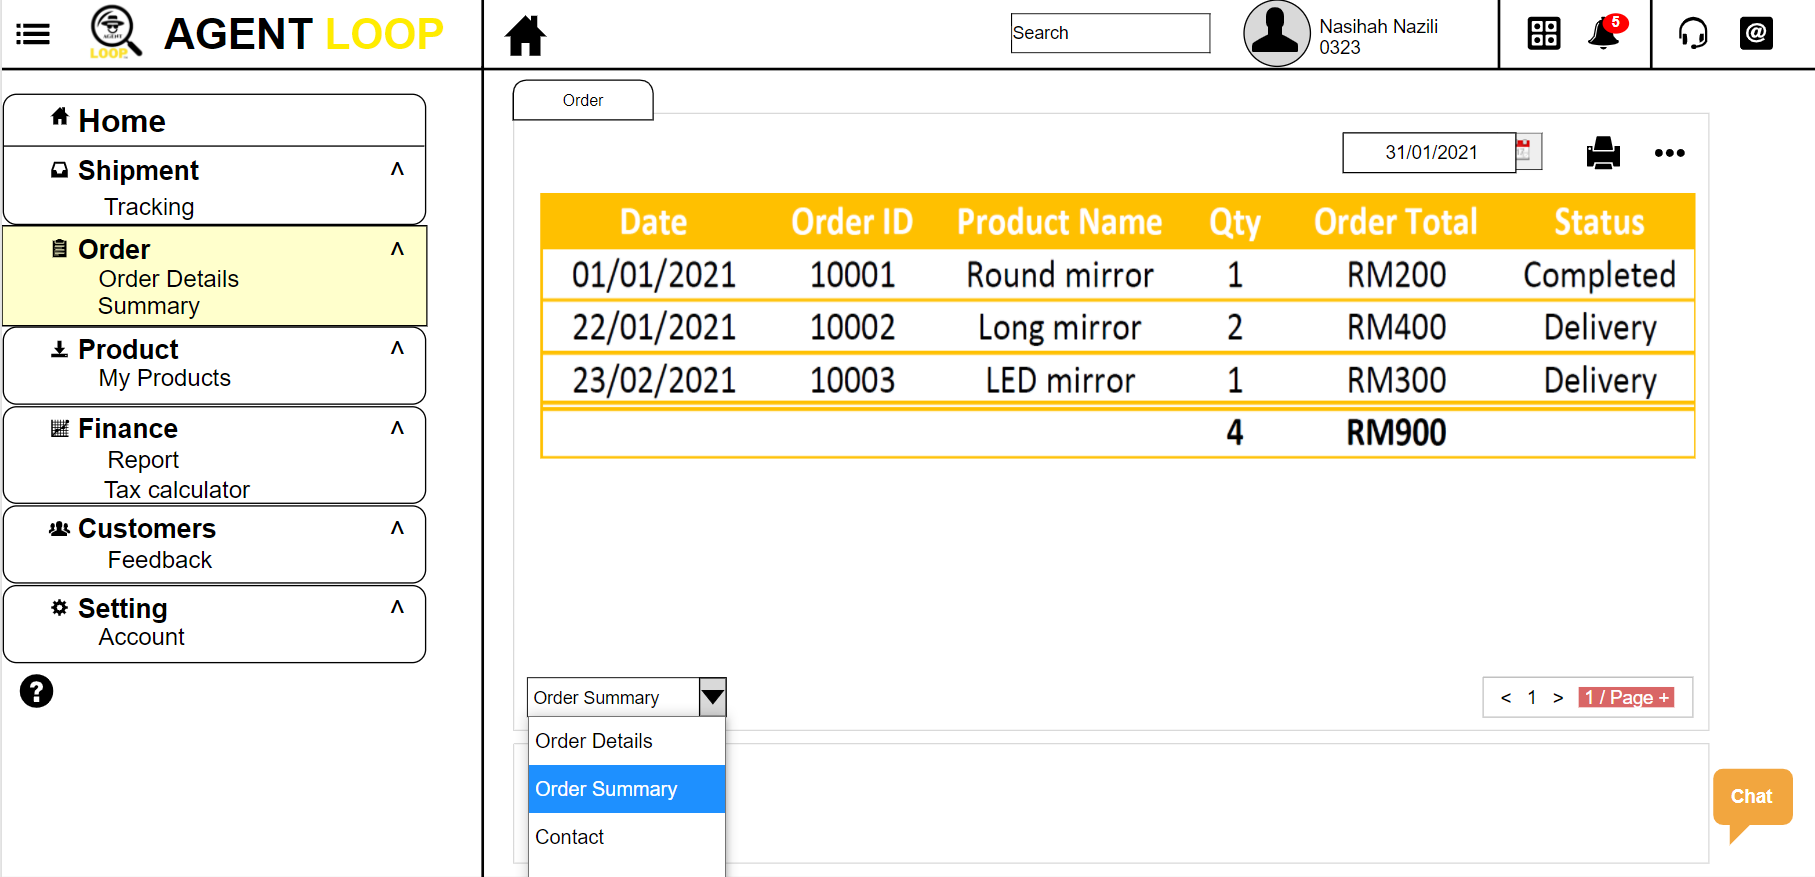 AGENT LOOP
AGENT
LOOP
Search
Nasihah Nazili
0323
5
@
Home
Shipment ^
Tracking
Order ^
Order Details
Summary
Product ^
My Products
Finance ^
Report
Tax calculator
Customers ^
Feedback
Setting ^
Account
?
Order
31/01/2021
Date Order ID Product Name Qty Order Total Status
01/01/2021 10001 Round mirror 1 RM200 Completed
22/01/2021 10002 Long mirror 2 RM400 Delivery
23/02/2021 10003 LED mirror 1 RM300 Delivery
4 RM900
Order Summary
Order Details
Order Summary
Contact
< 1 > 1 / Page +
Chat